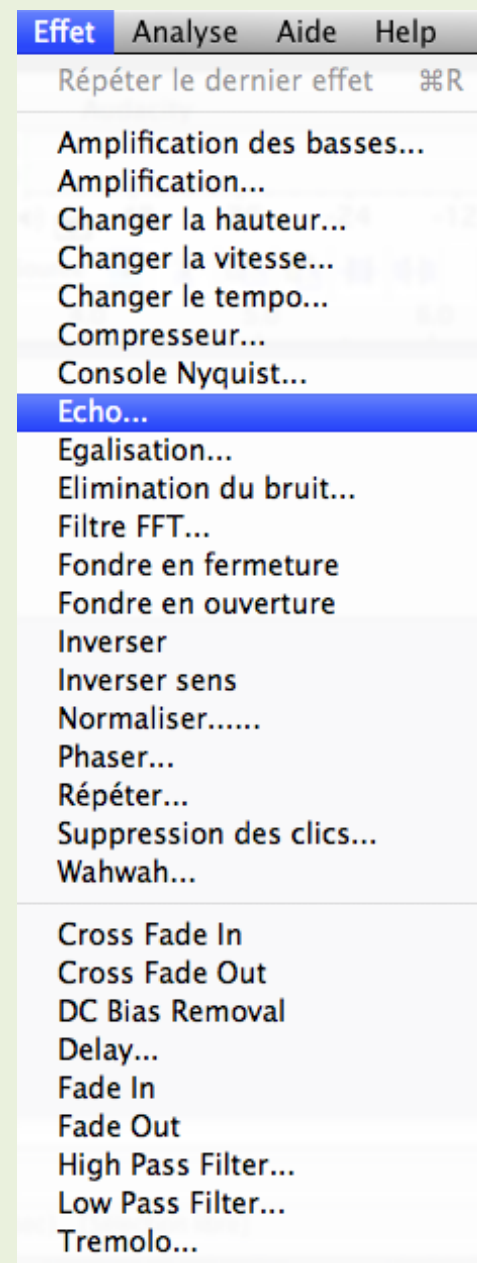 Effet Analyse Aide Help
Répéter le dernier effet ⌘R
Amplification des basses...
Amplification...
Changer la hauteur...
Changer la vitesse...
Changer le tempo...
Compresseur...
Console Nyquist...
Echo...
Egalisation...
Elimination du bruit...
Filtre FFT...
Fondre en fermeture
Fondre en ouverture
Inverser
Inverser sens
Normaliser......
Phaser...
Répéter...
Suppression des clics...
Wahwah...
Cross Fade In
Cross Fade Out
DC Bias Removal
Delay...
Fade In
Fade Out
High Pass Filter...
Low Pass Filter...
Tremolo...